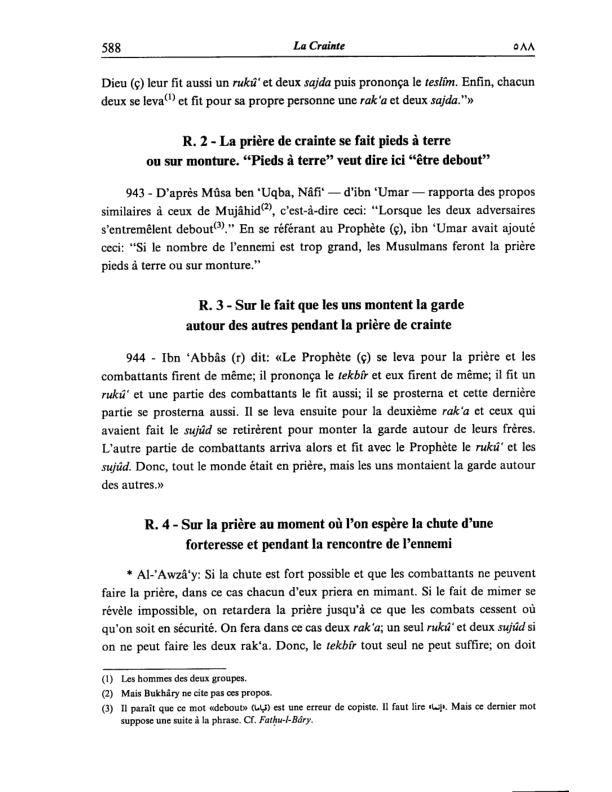 588
La Crainte
٥٨٨
Dieu (ç) leur fit aussi un rukû‘ et deux sajda puis prononça le teslîm. Enfin, chacun
deux se leva(1) et fit pour sa propre personne une rak‘a et deux sajda."»
R. 2 - La prière de crainte se fait pieds à terre
ou sur monture. “Pieds à terre” veut dire ici “être debout”
943 - D'après Mûsa ben ‘Uqba, Nâfi‘ — d'ibn ‘Umar — rapporta des propos
similaires à ceux de Mujâhid(2), c'est-à-dire ceci: “Lorsque les deux adversaires
s'entremêlent debout(3).” En se référant au Prophète (ç), ibn ‘Umar avait ajouté
ceci: “Si le nombre de l'ennemi est trop grand, les Musulmans feront la prière
pieds à terre ou sur monture.”
R. 3 - Sur le fait que les uns montent la garde
autour des autres pendant la prière de crainte
944 - Ibn ‘Abbâs (r) dit: «Le Prophète (ç) se leva pour la prière et les
combattants firent de même; il prononça le tekbîr et eux firent de même; il fit un
rukû‘ et une partie des combattants le fit aussi; il se prosterna et cette dernière
partie se prosterna aussi. Il se leva ensuite pour la deuxième rak‘a et ceux qui
avaient fait le sujûd se retirèrent pour monter la garde autour de leurs frères.
L'autre partie de combattants arriva alors et fit avec le Prophète le rukû‘ et les
sujûd. Donc, tout le monde était en prière, mais les uns montaient la garde autour
des autres.»
R. 4 - Sur la prière au moment où l'on espère la chute d'une
forteresse et pendant la rencontre de l'ennemi
* Al-'Awzâ‘y: Si la chute est fort possible et que les combattants ne peuvent
faire la prière, dans ce cas chacun d'eux priera en mimant. Si le fait de mimer se
révèle impossible, on retardera la prière jusqu'à ce que les combats cessent où
qu'on soit en sécurité. On fera dans ce cas deux rak‘a; un seul rukû‘ et deux sujûd si
on ne peut faire les deux rak‘a. Donc, le tekbîr tout seul ne peut suffire; on doit
(1) Les hommes des deux groupes.
(2) Mais Bukhâry ne cite pas ces propos.
(3) Il paraît que ce mot «debout» (قياما) est une erreur de copiste. Il faut lire «إنما». Mais ce dernier mot
suppose une suite à la phrase. Cf. Fatḥu-l-Bâry.